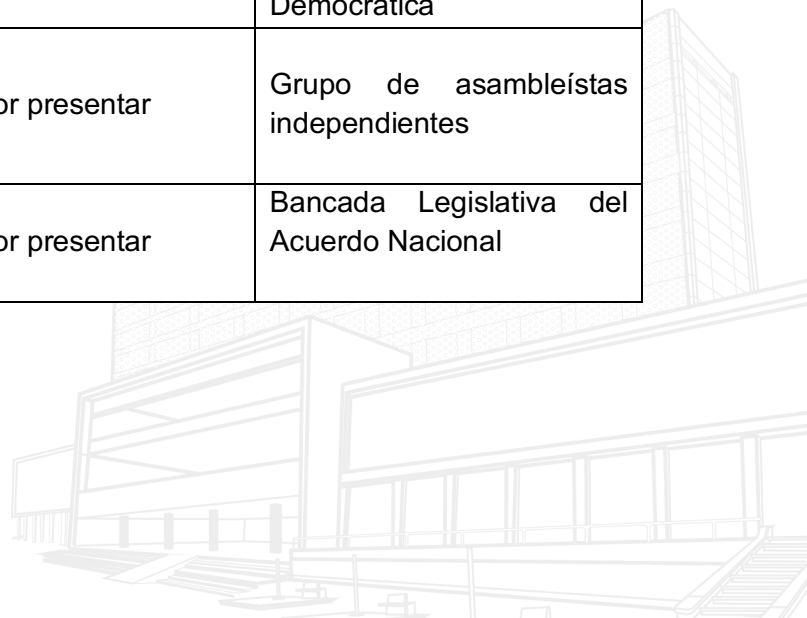 Democrática
or presentar
Grupo de asambleístas
independientes
or presentar
Bancada Legislativa del
Acuerdo Nacional